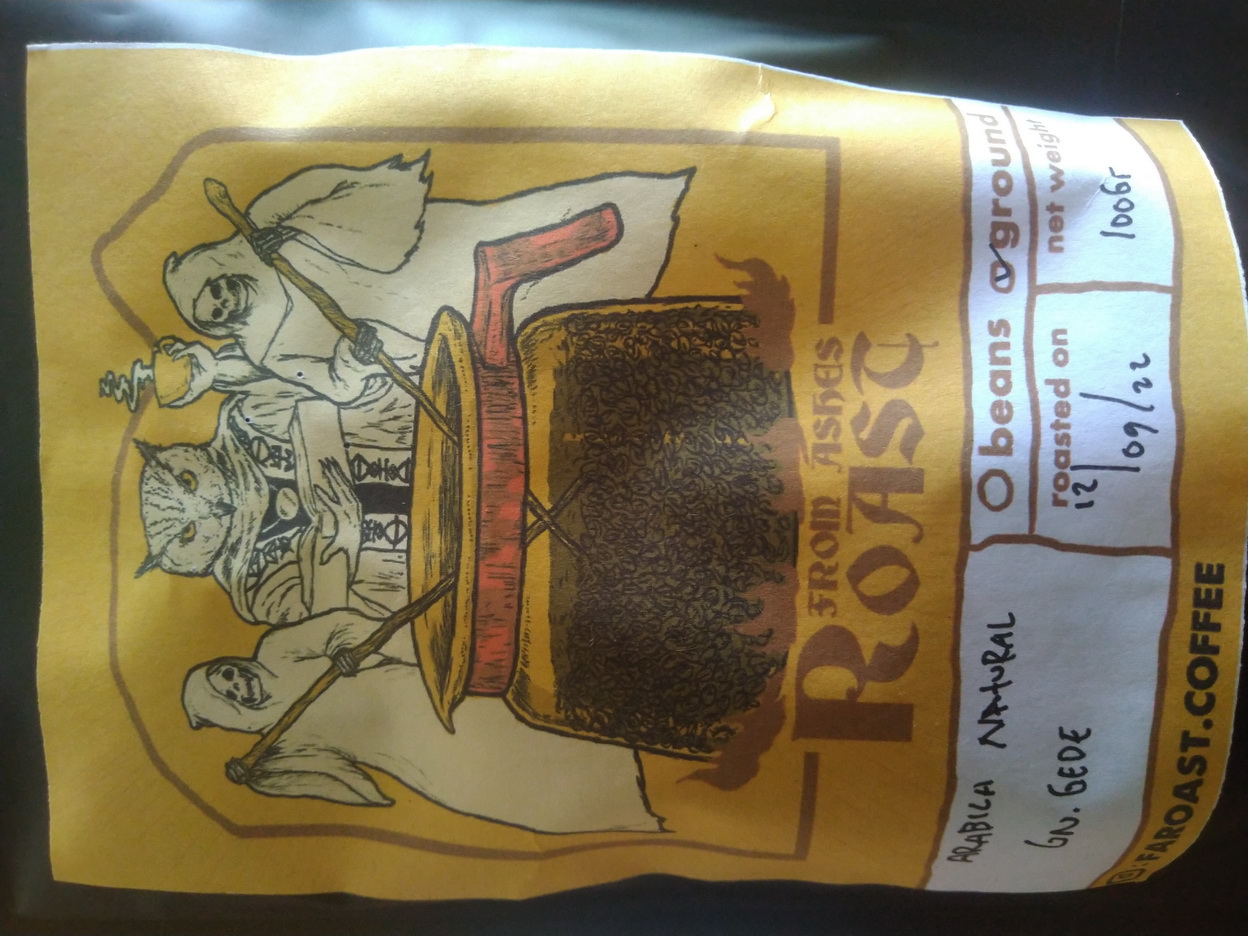 FROM ASHES
ROAST
ARABICA NATURAL
GN. GEDE
beans ground
roasted on
12/09/22
net weight
100Gr
:FAROAST.COFFEE